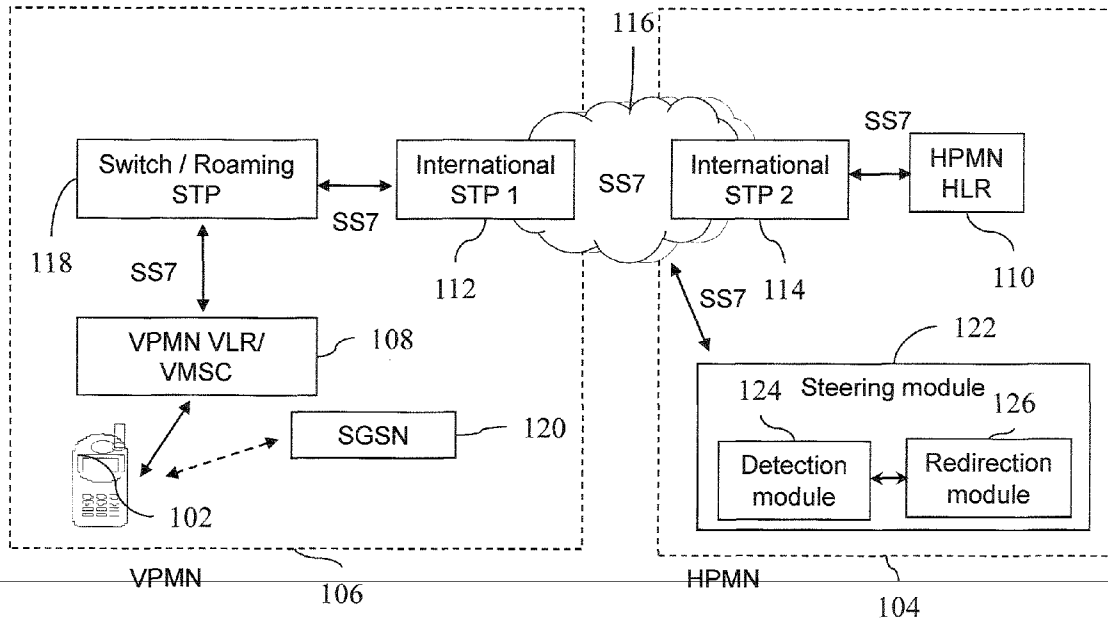 116
Switch / Roaming
STP
SS7
International
STP 1
SS7
International
STP 2
SS7
HPMN
HLR
118
SS7
112
114
110
SS7
VPMN VLR/
VMSC
108
122
Steering module
124
126
SGSN
120
Detection
module
Redirection
module
102
VPMN
106
HPMN
104